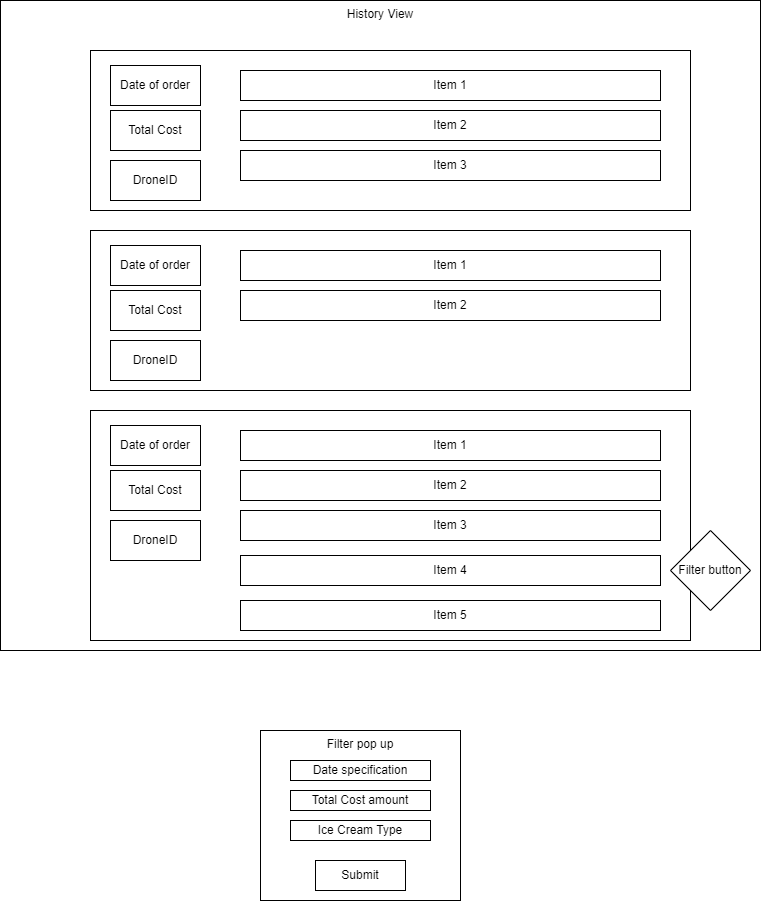 History View
Date of order
Total Cost
DroneID
Item 1
Item 2
Item 3
Date of order
Total Cost
DroneID
Item 1
Item 2
Date of order
Total Cost
DroneID
Item 1
Item 2
Item 3
Item 4
Item 5
Filter button
Filter pop up
Date specification
Total Cost amount
Ice Cream Type
Submit